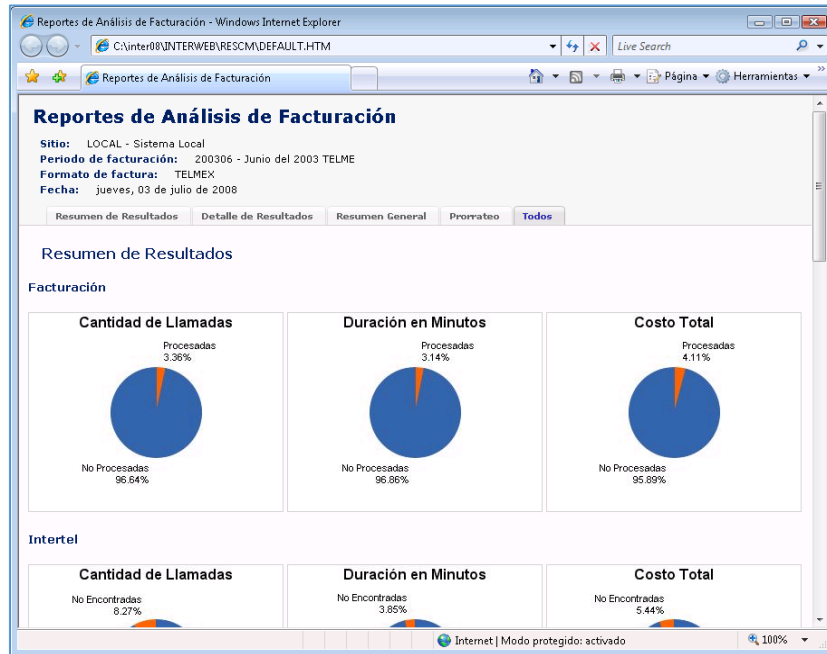 Reportes de Análisis de Facturación - Windows Internet Explorer
C:\inter08\INTERWEB\RESCM\DEFAULT.HTM
Live Search
Reportes de Análisis de Facturación
Página
Herramientas
Reportes de Análisis de Facturación
Sitio: LOCAL - Sistema Local
Periodo de facturación: 200306 - Junio del 2003 TELME
Formato de factura: TELMEX
Fecha: jueves, 03 de julio de 2008
Resumen de Resultados Detalle de Resultados Resumen General Prorrateo Todos
Resumen de Resultados
Facturación
Cantidad de Llamadas
Procesadas
3.36%
No Procesadas
96.64%
Duración en Minutos
Procesadas
3.14%
No Procesadas
96.86%
Costo Total
Procesadas
4.11%
No Procesadas
95.89%
Intertel
Cantidad de Llamadas
No Encontradas
8.27%
Duración en Minutos
No Encontradas
3.85%
Costo Total
No Encontradas
5.44%
Internet | Modo protegido: activado
100%